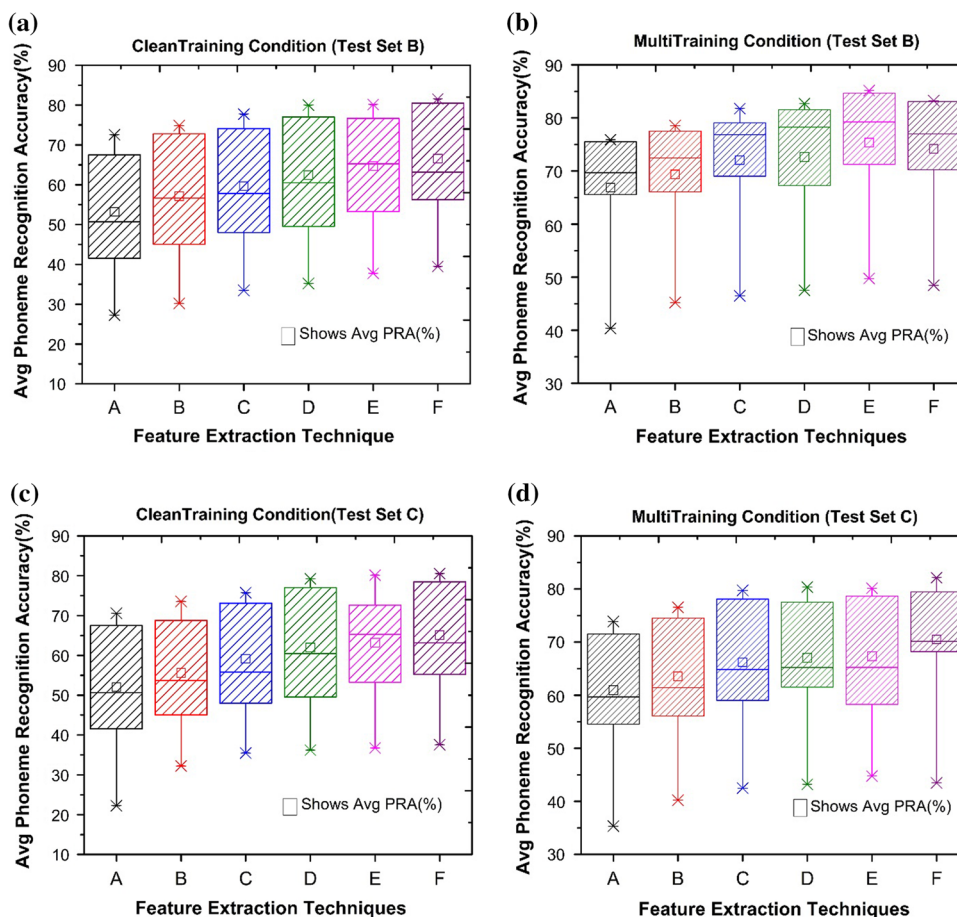 (a)
CleanTraining Condition (Test Set B)
Avg Phoneme Recognition Accuracy(%)
90
80
70
60
50
40
30
20
10
Shows Avg PRA(%)
A B C D E F
Feature Extraction Technique
(b)
MultiTraining Condition (Test Set B)
Avg Phoneme Recognition Accuracy(%)
90
80
70
60
50
40
30
Shows Avg PRA(%)
A B C D E F
Feature Extraction Techniques
(c)
CleanTraining Condition(Test Set C)
Avg Phoneme Recognition Accuracy(%)
90
80
70
60
50
40
30
20
10
Shows Avg PRA(%)
A B C D E F
Feature Extraction Techniques
(d)
MultiTraining Condition (Test Set C)
Avg Phoneme Recognition Accuracy(%)
90
80
70
60
50
40
30
Shows Avg PRA(%)
A B C D E F
Feature Extraction Techniques